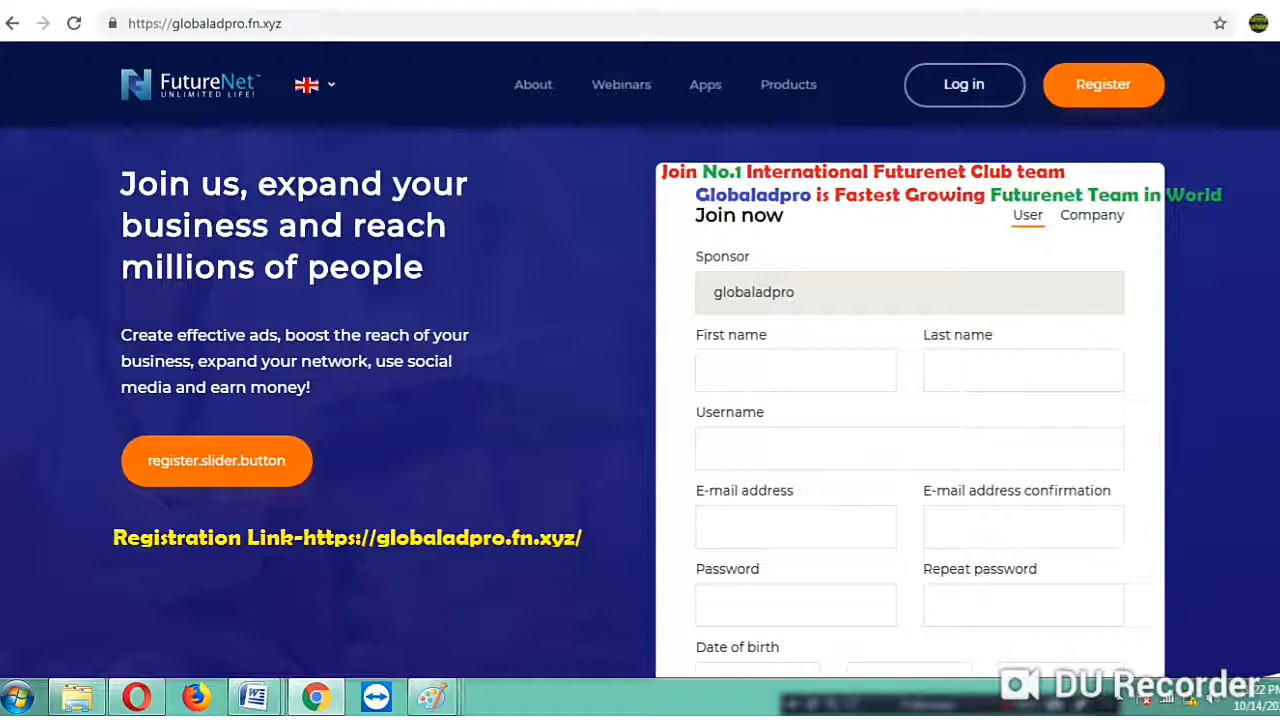 https://globaladpro.fn.xyz
FutureNet
UNLIMITED LIFE!
About Webinars Apps Products Log in Register
Join us, expand your
business and reach
millions of people
Create effective ads, boost the reach of your
business, expand your network, use social
media and earn money!
register.slider.button
Registration Link-https://globaladpro.fn.xyz/
Join No.1 International Futurenet Club team
Globaladpro is Fastest Growing Futurenet Team in World
Join now User Company
Sponsor
globaladpro
First name Last name
Username
E-mail address E-mail address confirmation
Password Repeat password
Date of birth
DU Recorder